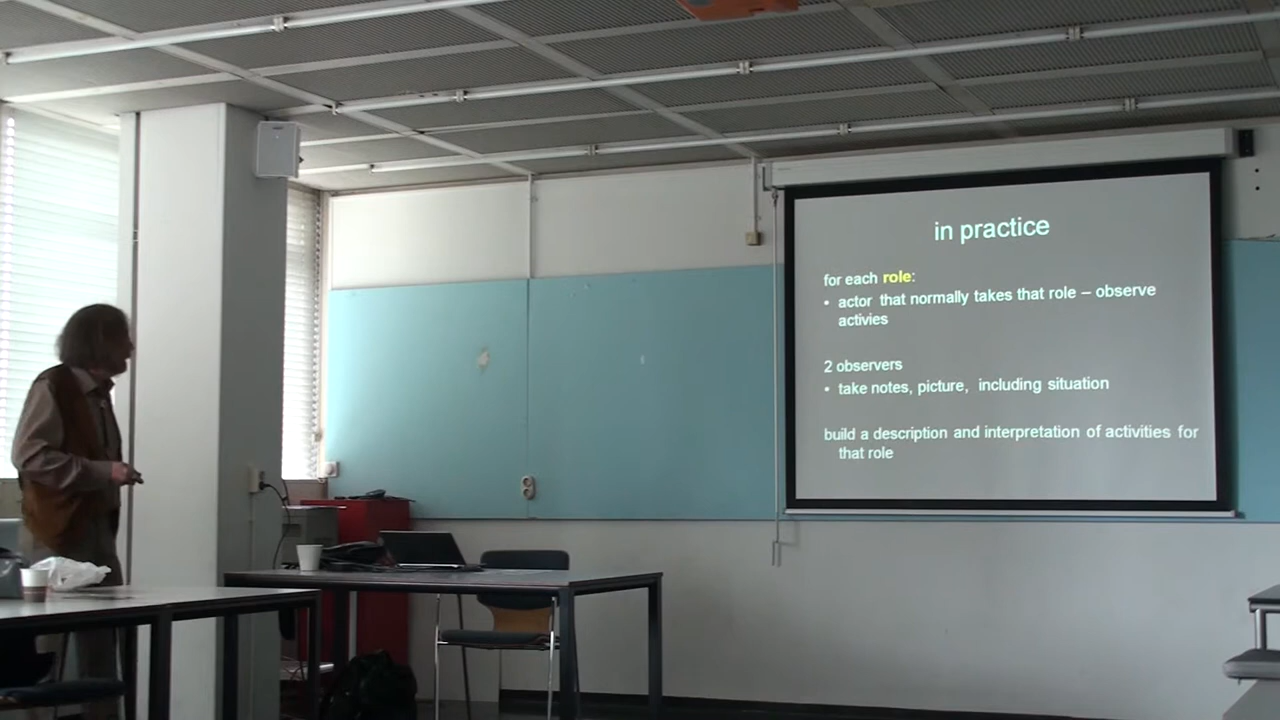 in practice
for each role:
• actor that normally takes that role – observe
activies
2 observers
• take notes, picture, including situation
build a description and interpretation of activities for
that role